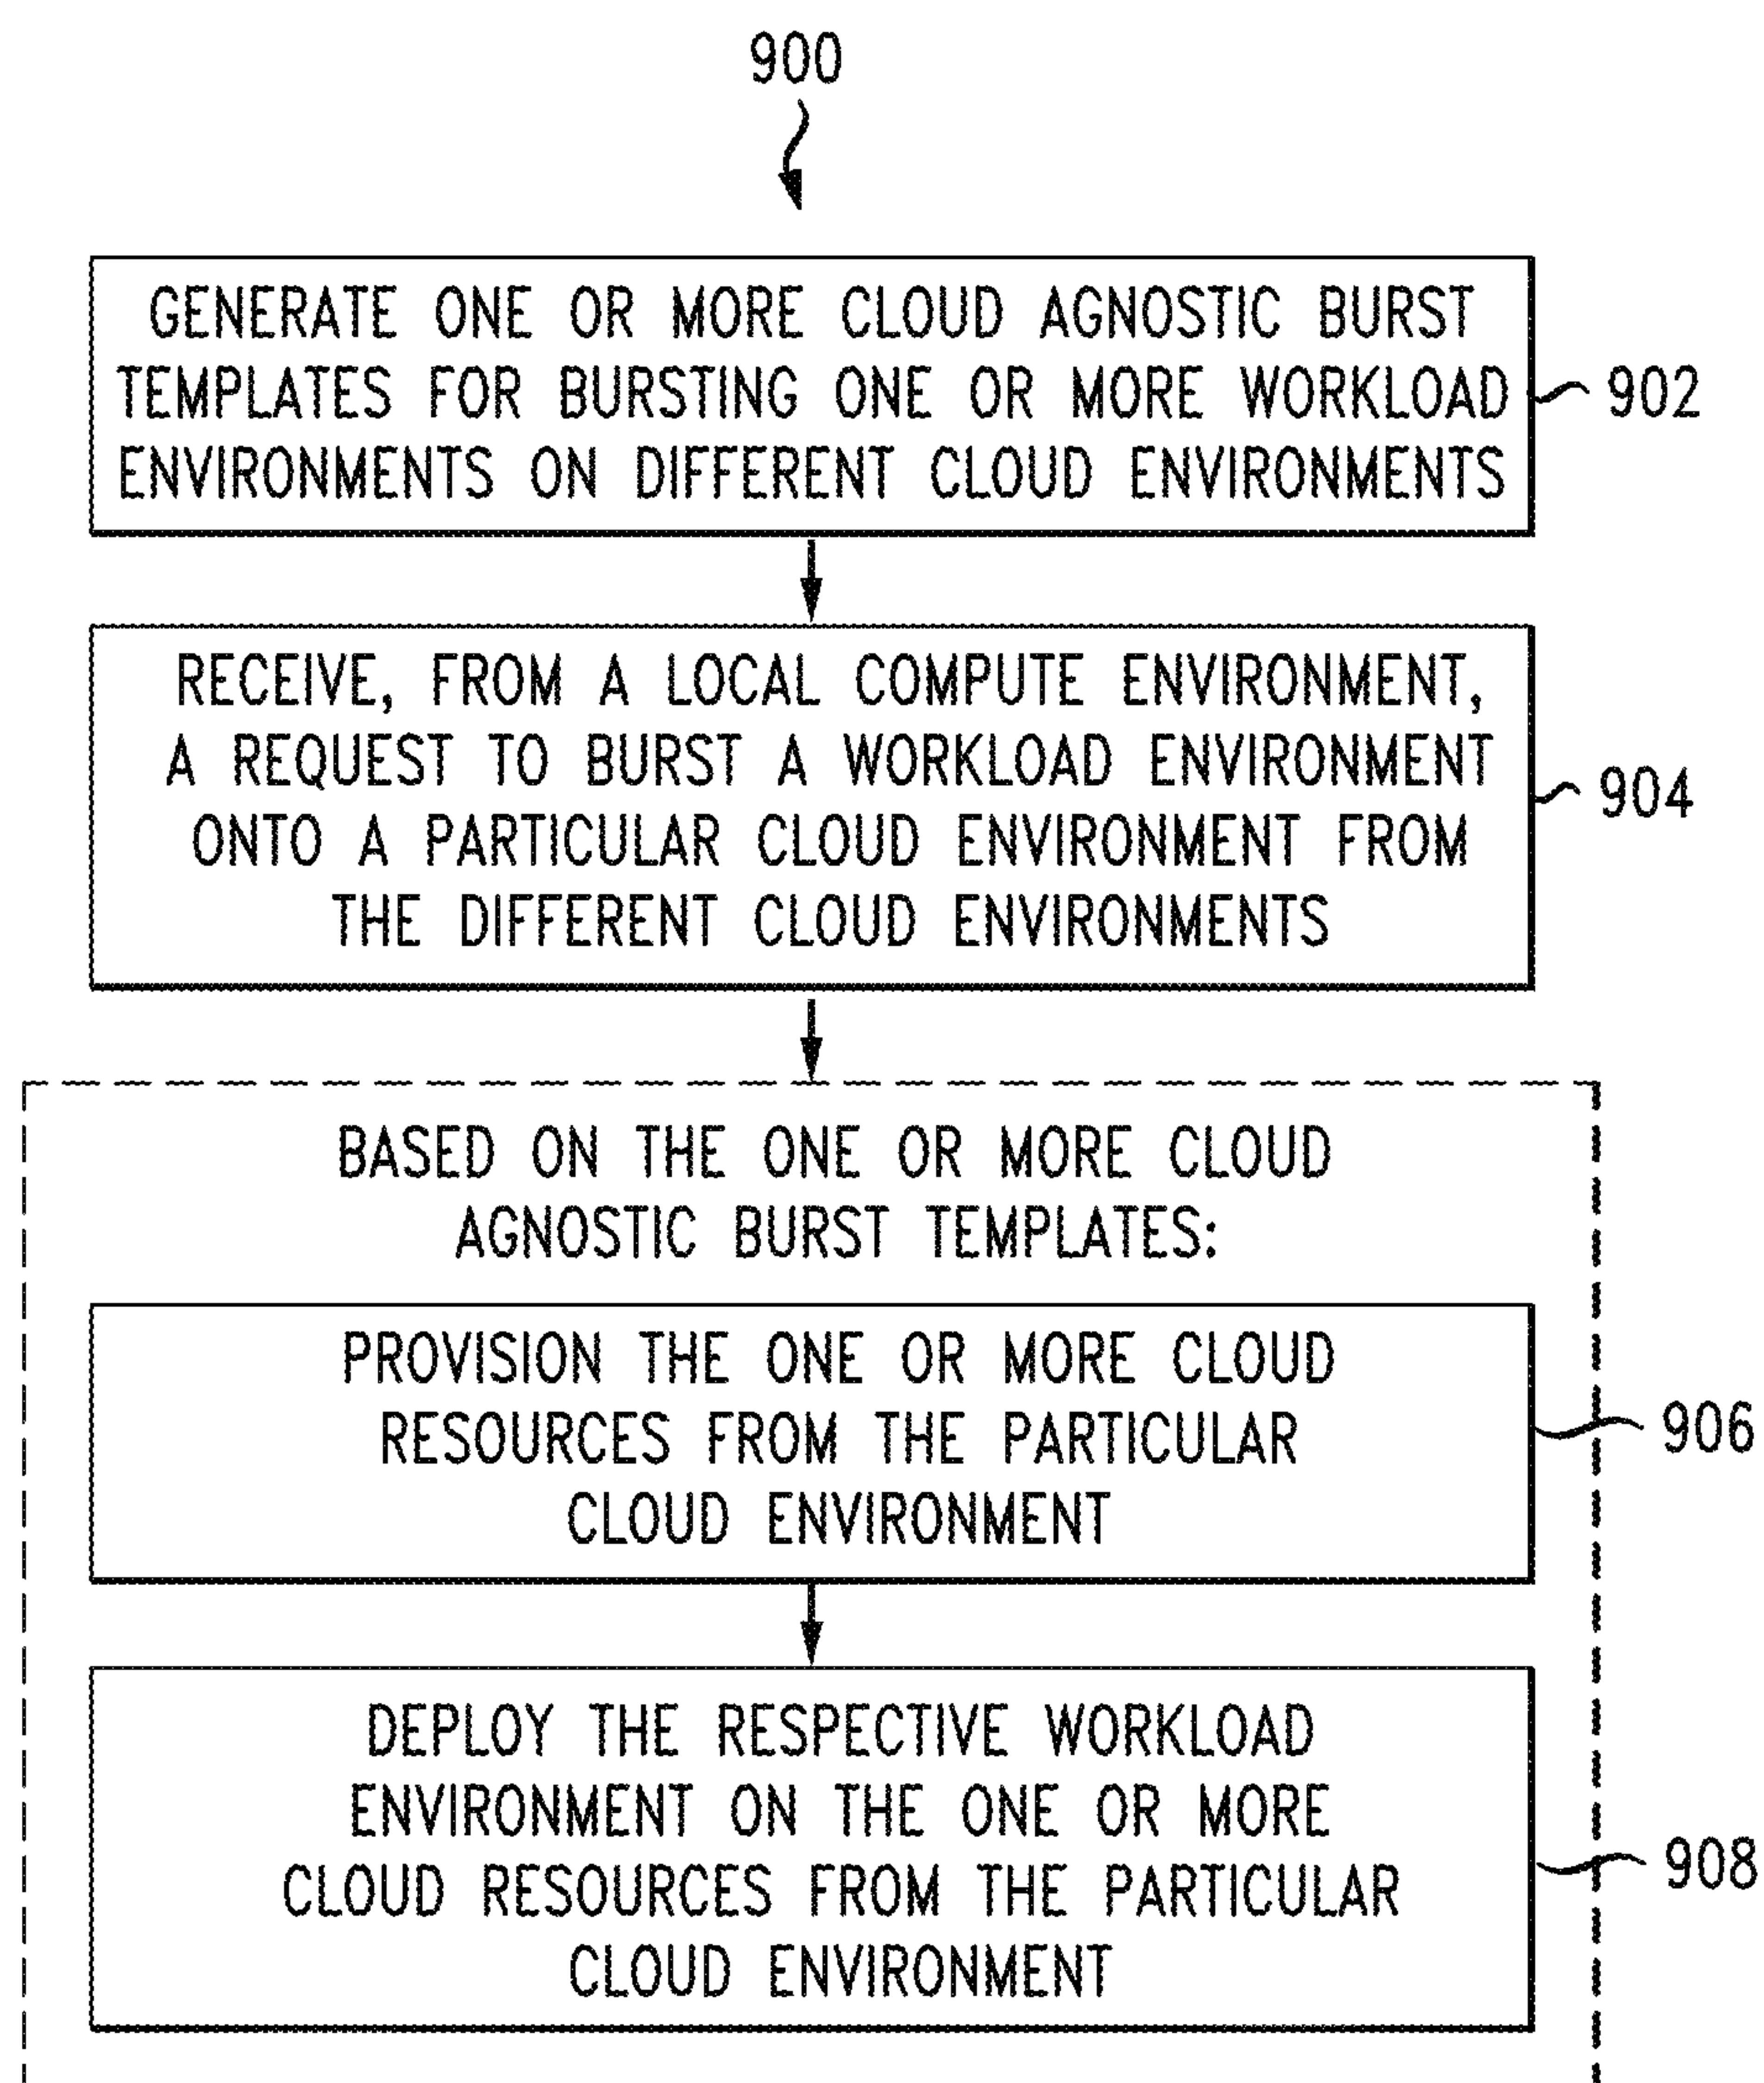 900
GENERATE ONE OR MORE CLOUD AGNOSTIC BURST
TEMPLATES FOR BURSTING ONE OR MORE WORKLOAD
ENVIRONMENTS ON DIFFERENT CLOUD ENVIRONMENTS
902
RECEIVE, FROM A LOCAL COMPUTE ENVIRONMENT,
A REQUEST TO BURST A WORKLOAD ENVIRONMENT
ONTO A PARTICULAR CLOUD ENVIRONMENT FROM
THE DIFFERENT CLOUD ENVIRONMENTS
904
BASED ON THE ONE OR MORE CLOUD
AGNOSTIC BURST TEMPLATES:
PROVISION THE ONE OR MORE CLOUD
RESOURCES FROM THE PARTICULAR
CLOUD ENVIRONMENT
906
DEPLOY THE RESPECTIVE WORKLOAD
ENVIRONMENT ON THE ONE OR MORE
CLOUD RESOURCES FROM THE PARTICULAR
CLOUD ENVIRONMENT
908